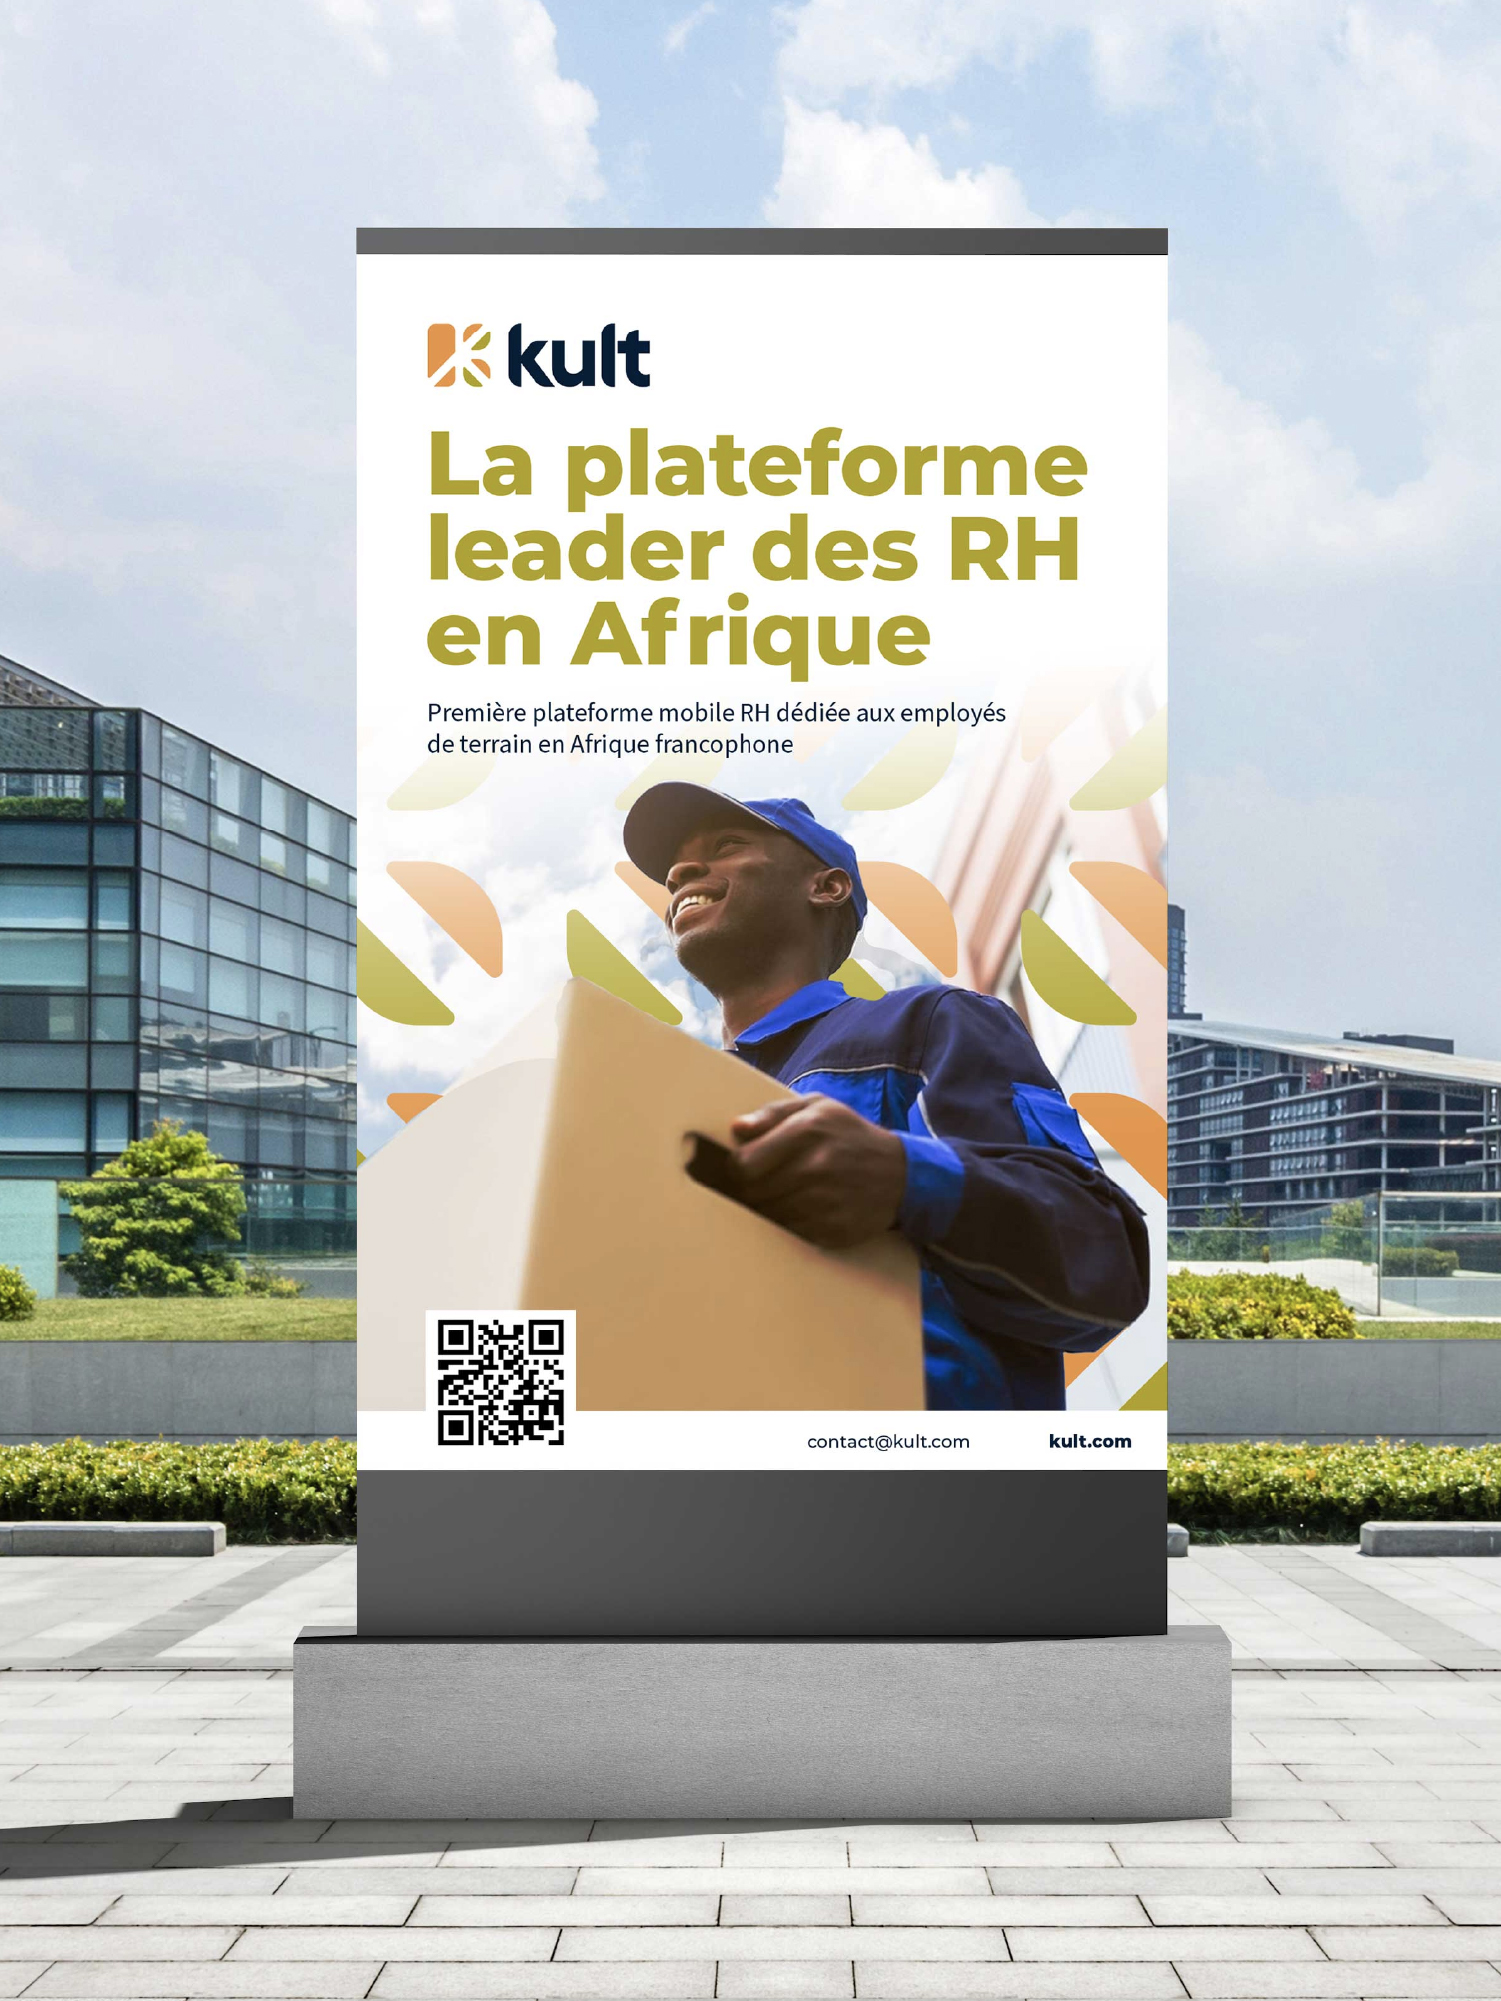 kult
La plateforme
leader des RH
en Afrique
Première plateforme mobile RH dédiée aux employés
de terrain en Afrique francophone
contact@kult.com
kult.com